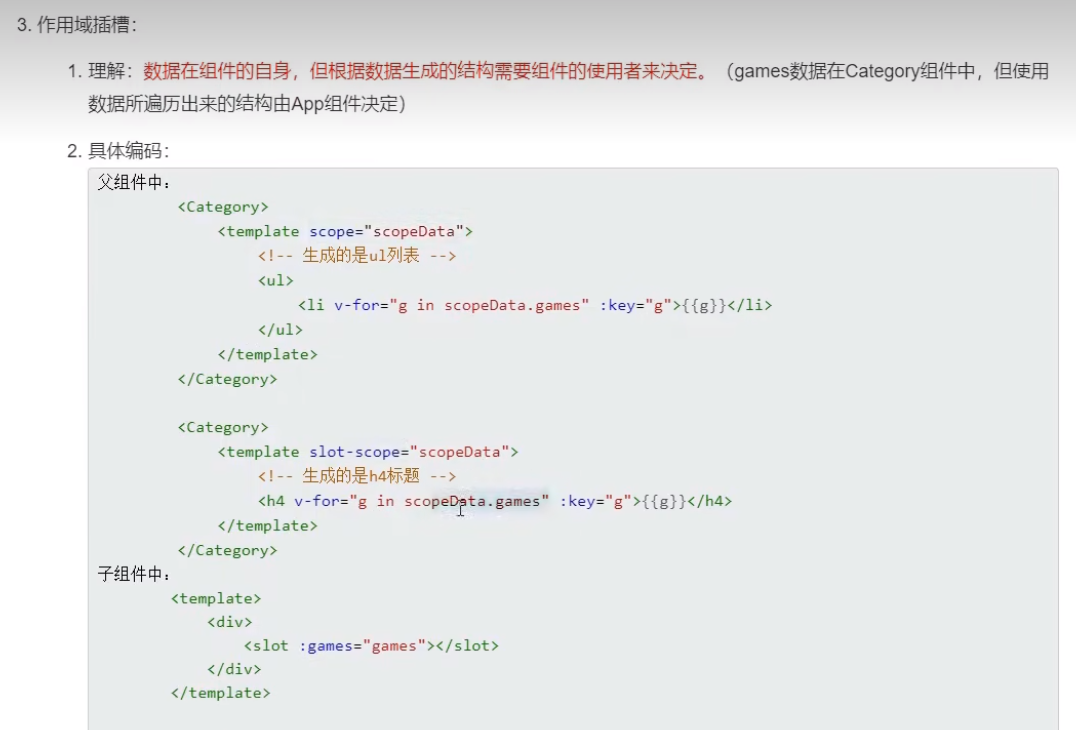 3. 作用域插槽：
1. 理解：数据在组件的自身，但根据数据生成的结构需要组件的使用者来决定。（games数据在Category组件中，但使用
数据所遍历出来的结构由App组件决定）
2. 具体编码：
父组件中：
<Category>
<template scope="scopeData">
<!-- 生成的是ul列表 -->
<ul>
<li v-for="g in scopeData.games" :key="g">{{g}}</li>
</ul>
</template>
</Category>
<Category>
<template slot-scope="scopeData">
<!-- 生成的是h4标题 -->
<h4 v-for="g in scopeData.games" :key="g">{{g}}</h4>
</template>
</Category>
子组件中：
<template>
<div>
<slot :games="games"></slot>
</div>
</template>